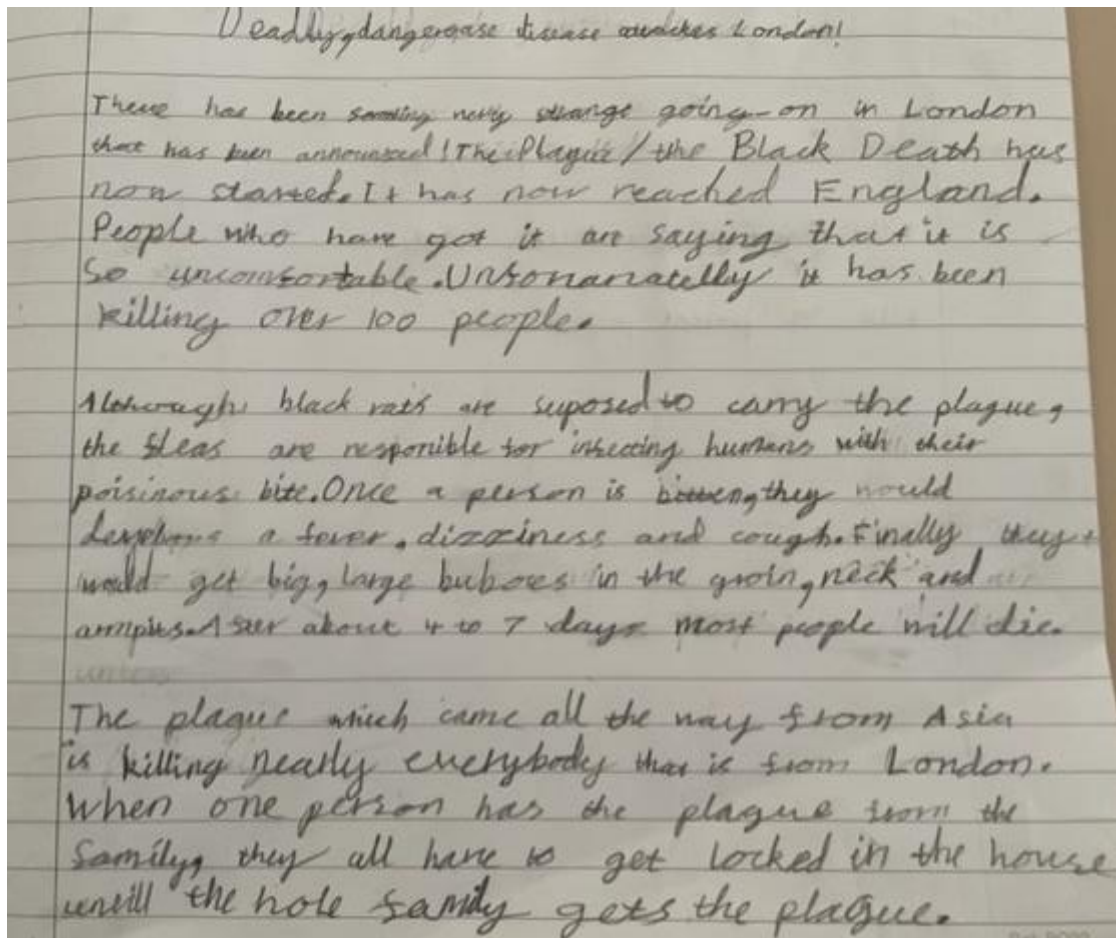 Deadly, dangerouse disease attackes London!
There has been something very strange going-on in London
that has been announced! The Plague/the Black Death has
now started. It has now reached England.
People who have got it are saying that it is
so uncomfortable. Unfortanatelly it has been
killing over 100 people.
Although black rats are suposed to carry the plague,
the fleas are responible for infecting humans with their
poisinous bite. Once a person is bitten, they would
a fever, dizziness and cough. Finally they
would get big, large buboes in the groin, neck and
armpits. After about 4 to 7 days most people will die.
The plague which came all the way from Asia
is killing nearly everybody that is from London.
When one person has the plague from the
family, they all have to get locked in the house
untill the hole family gets the plague.